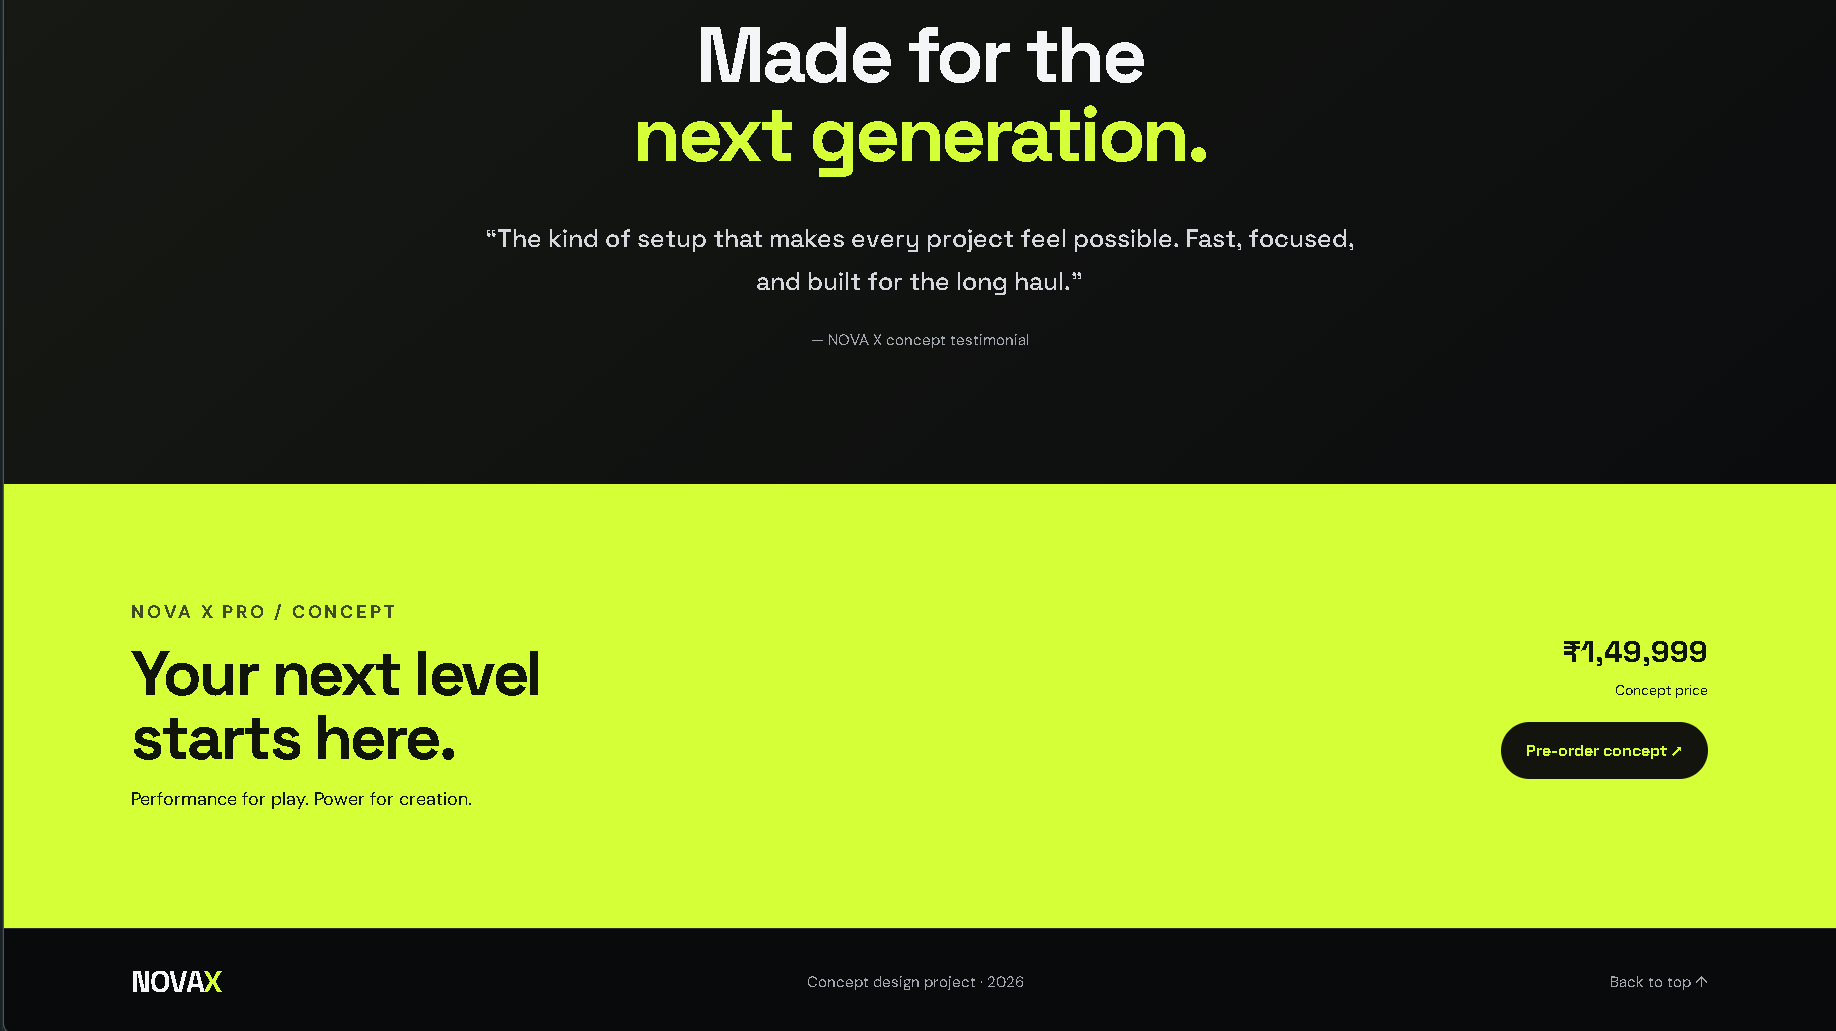 Made for the
next generation.
“The kind of setup that makes every project feel possible. Fast, focused,
and built for the long haul.”
— NOVA X concept testimonial
NOVA X PRO / CONCEPT
Your next level
starts here.
Performance for play. Power for creation.
₹1,49,999
Concept price
Pre-order concept ↗
NOVAX
Concept design project · 2026
Back to top ↑